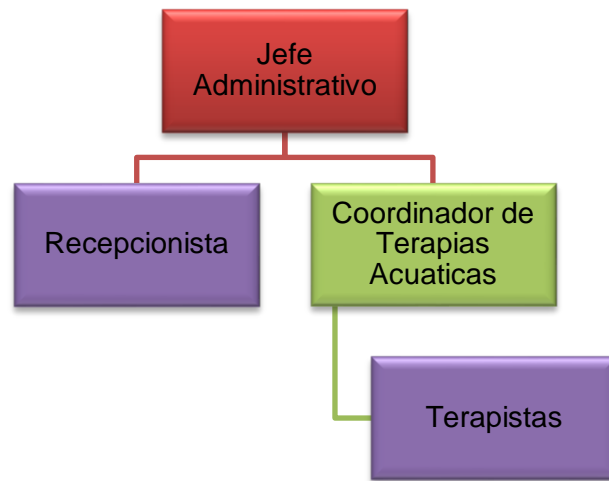 Jefe
Administrativo
Recepcionista
Coordinador de
Terapias
Acuaticas
Terapistas